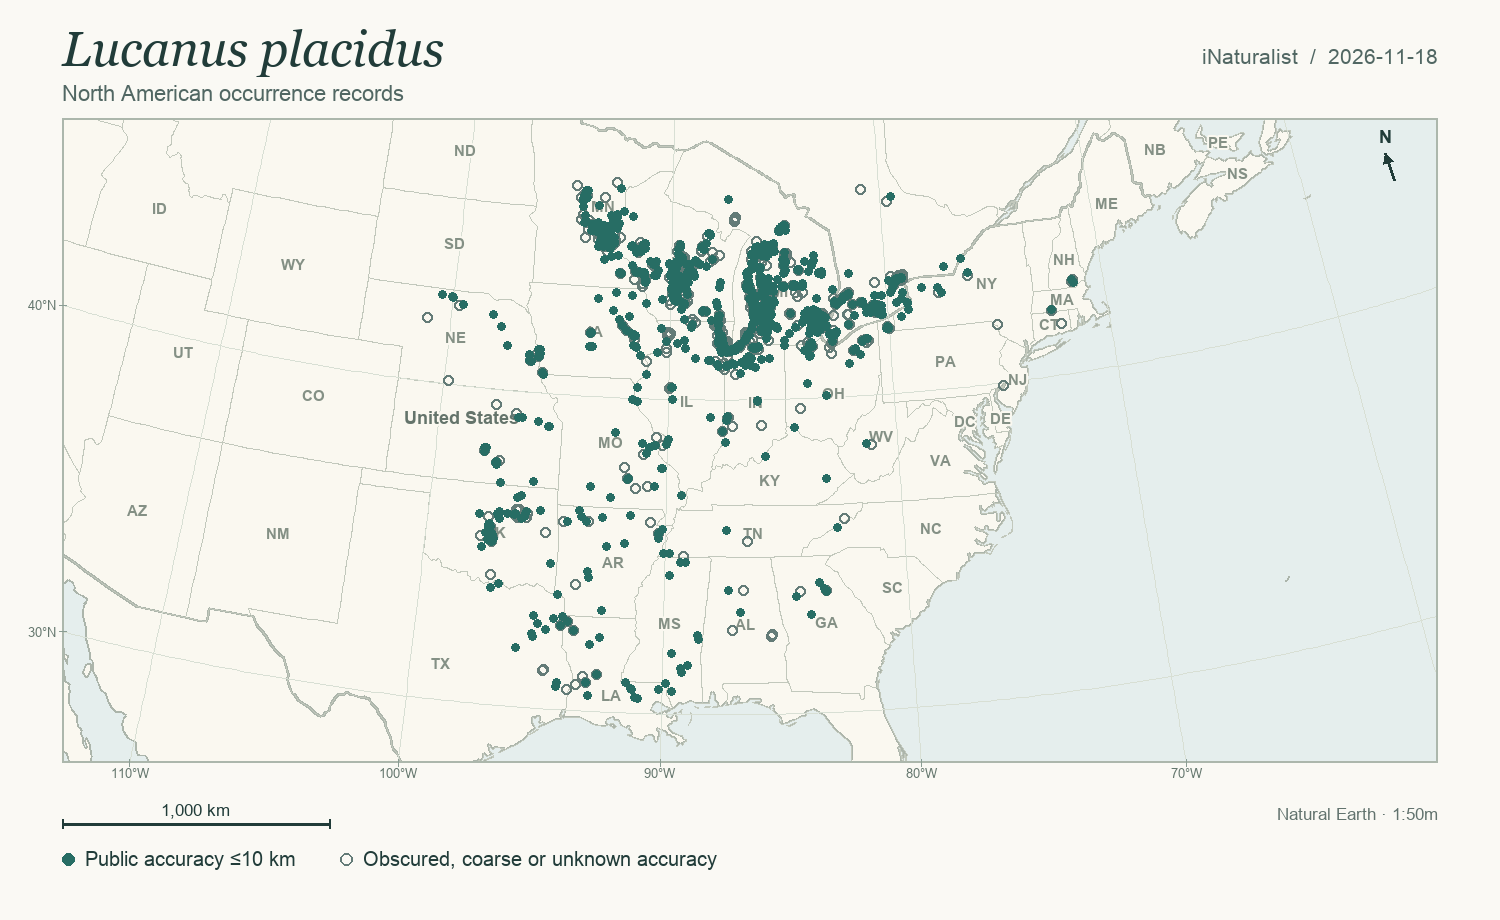 Lucanus placidus
iNaturalist / 2026-11-18
North American occurrence records
N
ND
NB
PE
NS
ID
MN
ME
SD
WY
NH
NY
MA
40°N
CT
NE
UT
PA
NJ
CO
IL
IN
OH
United States
DC
DE
MO
WV
VA
KY
AZ
NM
OK
TN
NC
AR
SC
30°N
MS
AL
GA
TX
LA
110°W
100°W
90°W
80°W
70°W
1,000 km
Natural Earth · 1:50m
Public accuracy ≤10 km
Obscured, coarse or unknown accuracy